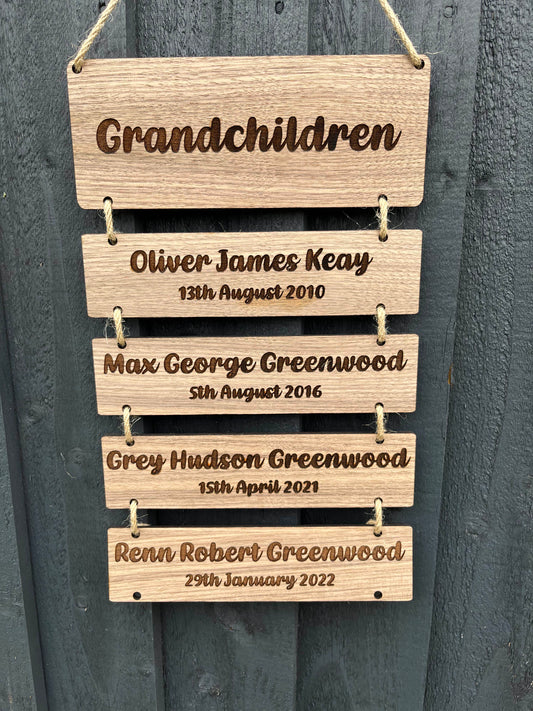 Grandchildren
Oliver James Keay
13th August 2010
Max George Greenwood
5th August 2016
Grey Hudson Greenwood
15th April 2021
Renn Robert Greenwood
29th January 2022